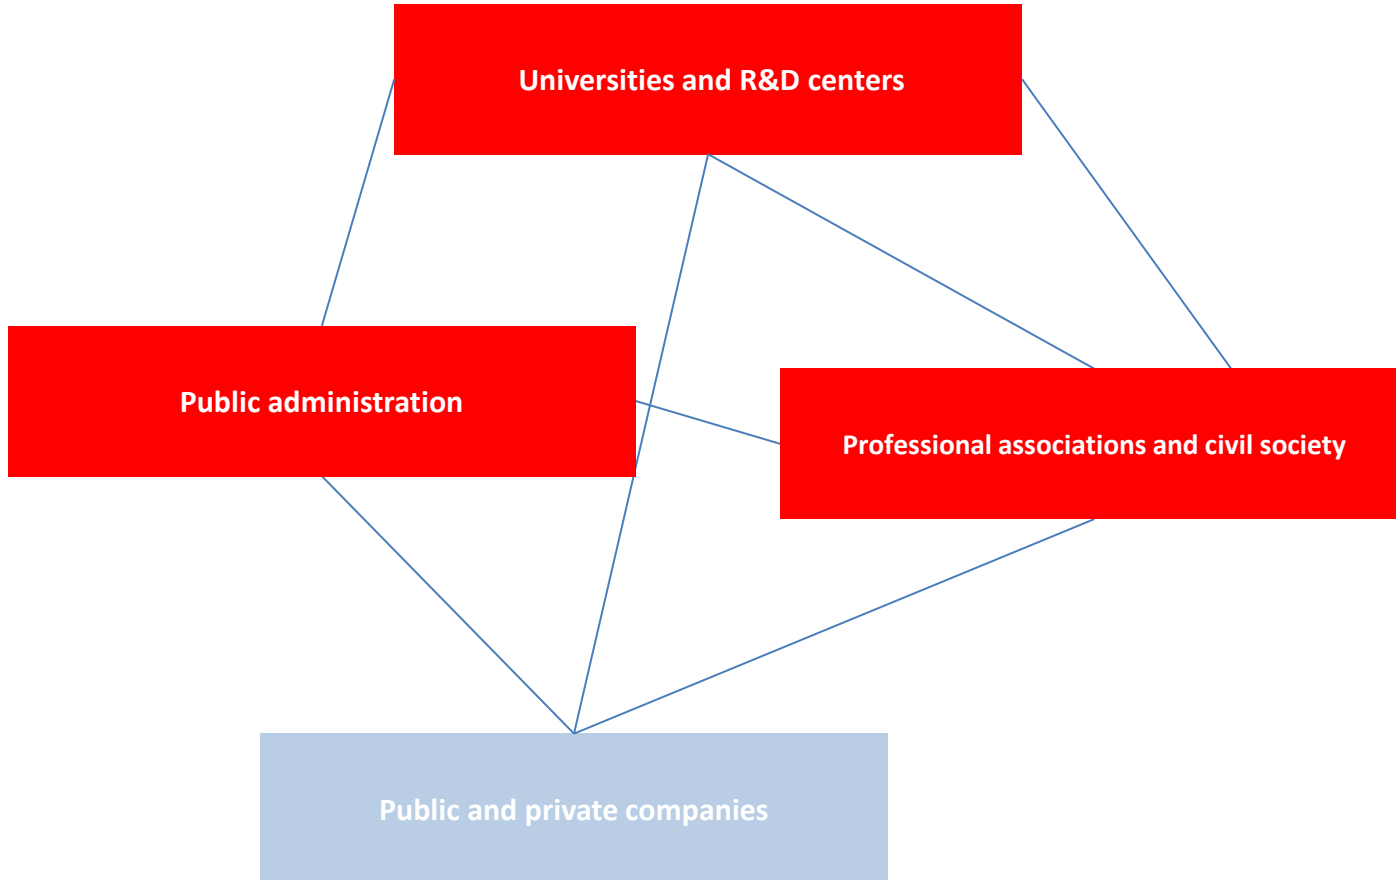 Universities and R&D centers
Public administration
Professional associations and civil society
Public and private companies